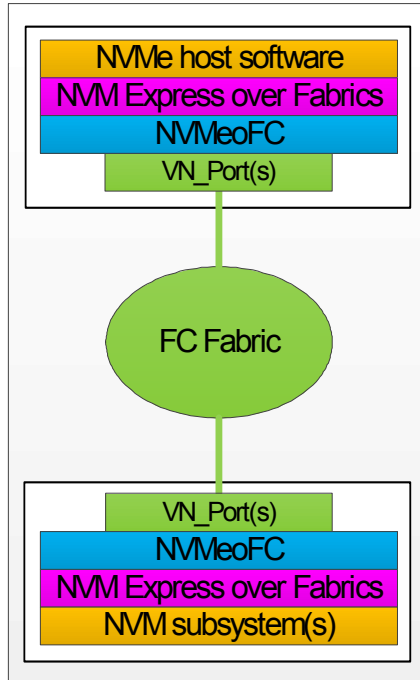 NVMe host software
NVM Express over Fabrics
NVMeoFC
VN_Port(s)
FC Fabric
VN_Port(s)
NVMeoFC
NVM Express over Fabrics
NVM subsystem(s)